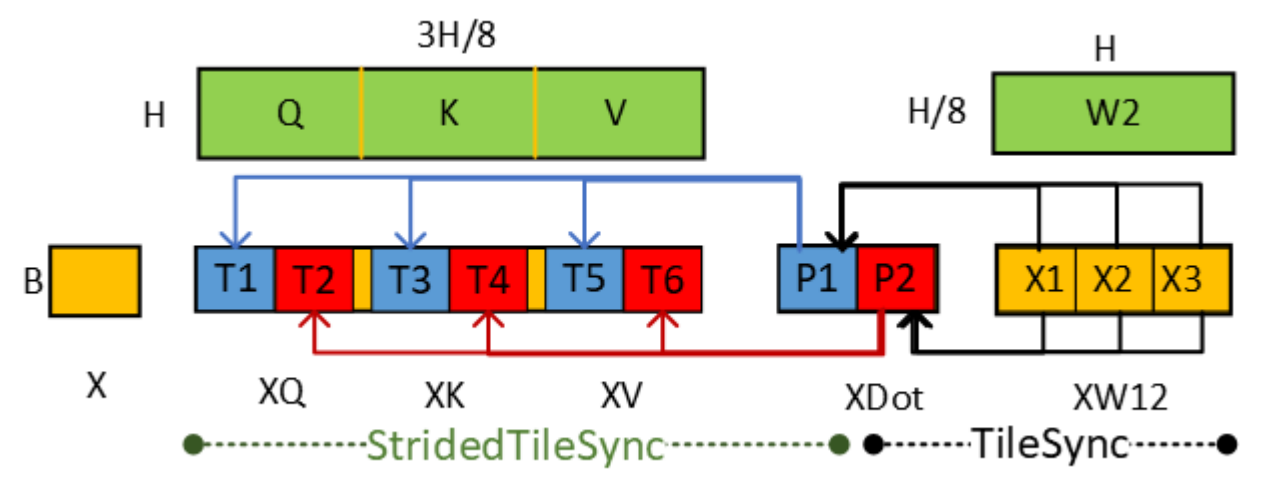 3H/8
H
H
Q K V
H/8
W2
B
T1 T2 T3 T4 T5 T6
P1 P2
X1 X2 X3
X
XQ XK XV
XDot
XW12
StridedTileSync
TileSync